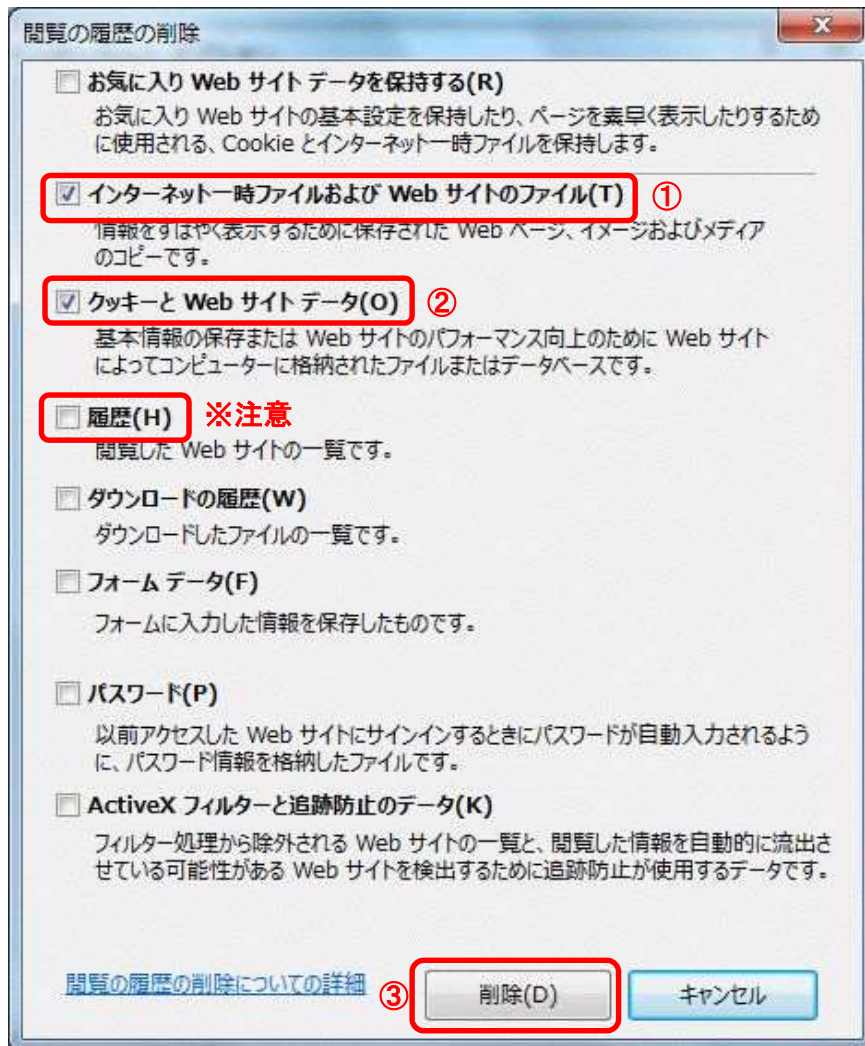 閲覧の履歴の削除
お気に入り Web サイト データを保持する(R)
お気に入り Web サイトの基本設定を保持したり、ページを素早く表示したりするため
に使用される、Cookie とインターネット一時ファイルを保持します。
インターネット一時ファイルおよび Web サイトのファイル(T) ①
情報をすばやく表示するために保存された Web ページ、イメージおよびメディア
のコピーです。
クッキーと Web サイト データ(O) ②
基本情報の保存または Web サイトのパフォーマンス向上のために Web サイト
によってコンピューターに格納されたファイルまたはデータベースです。
履歴(H) ※注意
閲覧した Web サイトの一覧です。
ダウンロードの履歴(W)
ダウンロードしたファイルの一覧です。
フォーム データ(F)
フォームに入力した情報を保存したものです。
パスワード(P)
以前アクセスした Web サイトにサインインするときにパスワードが自動入力されるよう
に、パスワード情報を格納したファイルです。
ActiveX フィルターと追跡防止のデータ(K)
フィルター処理から除外される Web サイトの一覧と、閲覧した情報を自動的に流出さ
せている可能性がある Web サイトを検出するために追跡防止が使用するデータです。
閲覧の履歴の削除についての詳細 ③ 削除(D) キャンセル